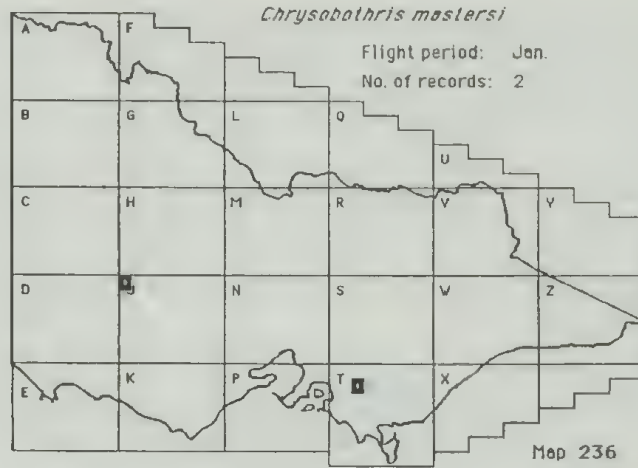 Chrysobothris mastersi
Flight period: Jan.
No. of records: 2
A F
B G L Q
U
C H M R V Y
D J N S W Z
E K P T X
Map 236